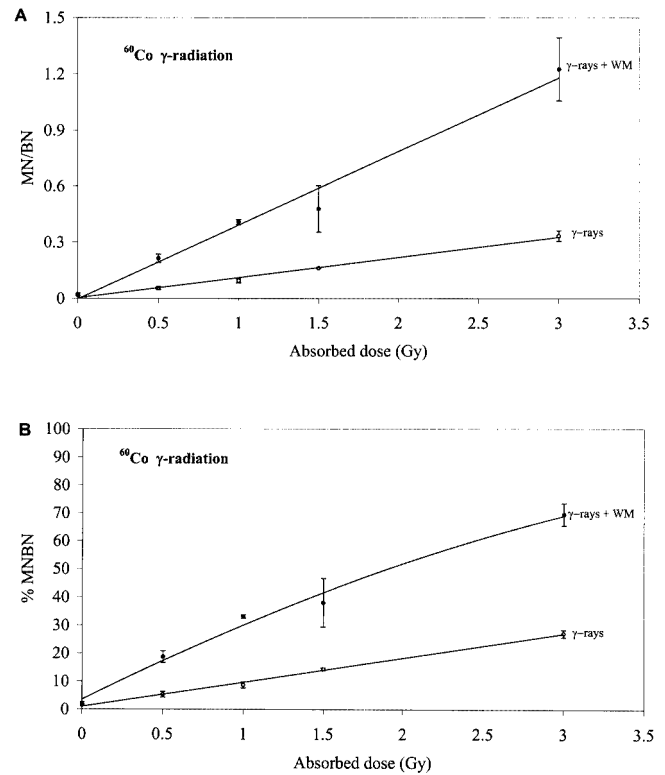 A
1.5
⁶⁰Co γ-radiation
γ-rays + WM
1.2
0.9
MN/BN
0.6
0.3
γ-rays
0
0 0.5 1 1.5 2 2.5 3 3.5
Absorbed dose (Gy)
B
100
⁶⁰Co γ-radiation
90
80
70
γ-rays + WM
60
% MNBN
50
40
30
γ-rays
20
10
0
0 0.5 1 1.5 2 2.5 3 3.5
Absorbed dose (Gy)